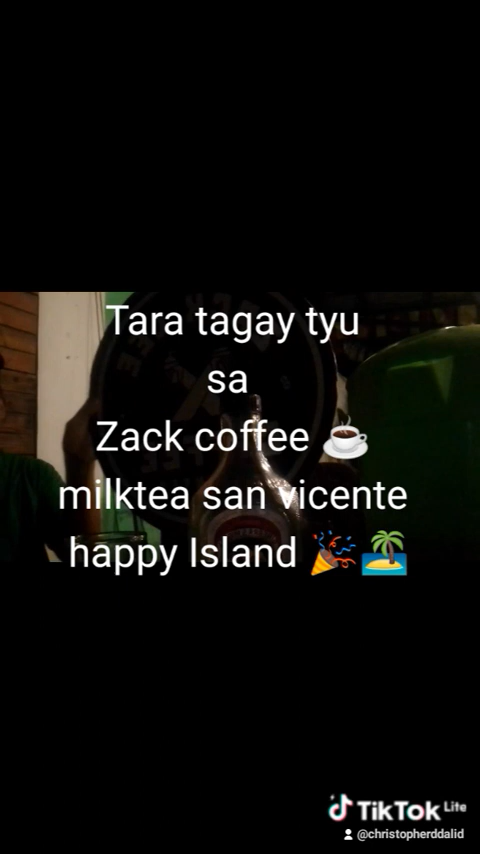 Tara tagay tyu
sa
Zack coffee ☕
milktea san vicente
happy Island 🎉🏝️
TikTok Lite
@christopherddalid